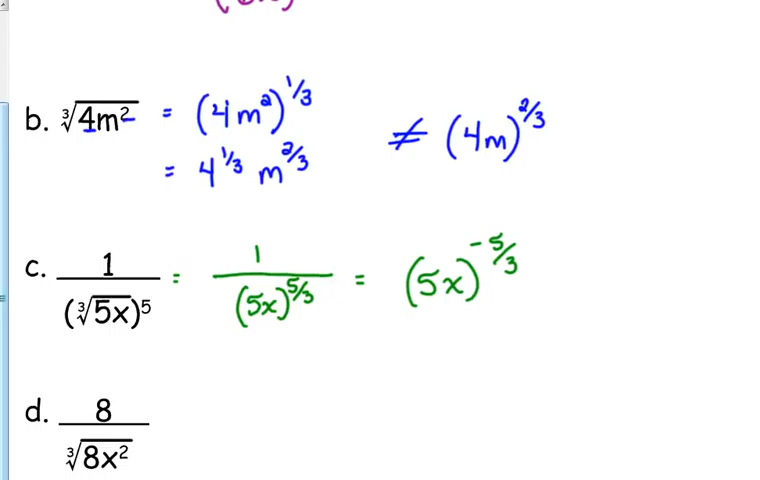 b. ∛4m² = (4m²)^1/3 ≠ (4m)^2/3
= 4^1/3 m^2/3
c. 1/(∛5x)⁵ = 1/(5x)^5/3 = (5x)^-5/3
d. 8/∛8x²